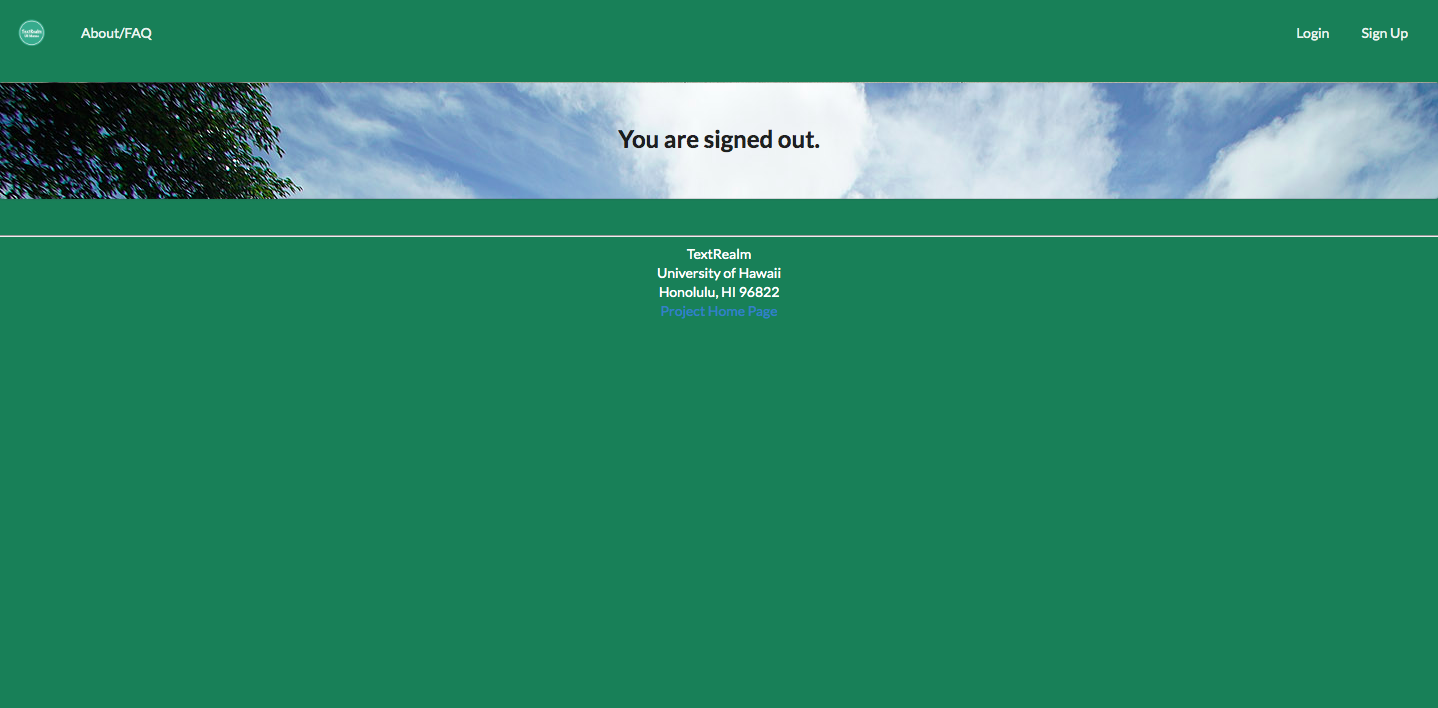 TextRealm
About/FAQ
Login
Sign Up
You are signed out.
TextRealm
University of Hawaii
Honolulu, HI 96822
Project Home Page